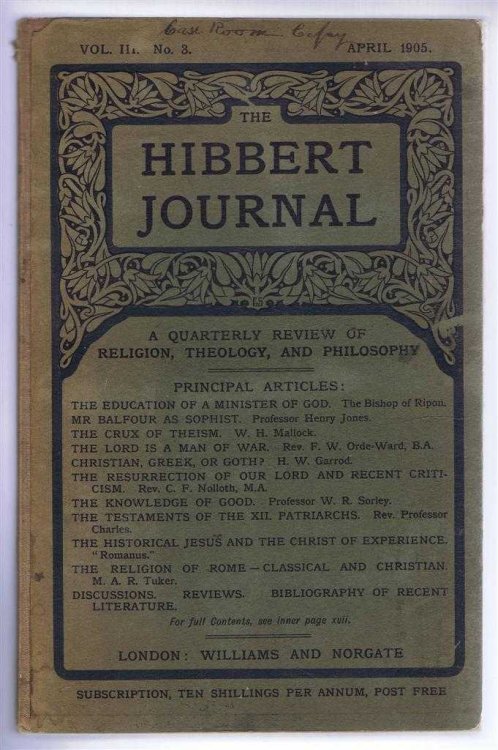 Copy
VOL. III. No. 3. APRIL 1905.
THE
HIBBERT
JOURNAL
A QUARTERLY REVIEW OF
RELIGION, THEOLOGY, AND PHILOSOPHY
PRINCIPAL ARTICLES:
THE EDUCATION OF A MINISTER OF GOD. The Bishop of Ripon.
MR BALFOUR AS SOPHIST. Professor Henry Jones.
THE CRUX OF THEISM. W. H. Mallock.
THE LORD IS A MAN OF WAR. Rev. F. W. Orde-Ward, B.A.
CHRISTIAN, GREEK, OR GOTH? H. W. Garrod.
THE RESURRECTION OF OUR LORD AND RECENT CRITI-
CISM. Rev. C. F. Nolloth, M.A.
THE KNOWLEDGE OF GOOD. Professor W. R. Sorley.
THE TESTAMENTS OF THE XII. PATRIARCHS. Rev. Professor
Charles.
THE HISTORICAL JESUS AND THE CHRIST OF EXPERIENCE.
"Romanus."
THE RELIGION OF ROME—CLASSICAL AND CHRISTIAN.
M. A. R. Tuker.
DISCUSSIONS. REVIEWS. BIBLIOGRAPHY OF RECENT
LITERATURE.
For full Contents, see inner page xvii.
LONDON: WILLIAMS AND NORGATE
SUBSCRIPTION, TEN SHILLINGS PER ANNUM, POST FREE